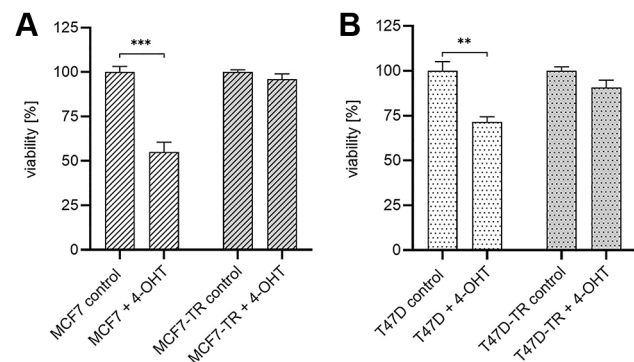 A
viability [%]
125
100
75
50
25
0
***
MCF7 control
MCF7 + 4-OHT
MCF7-TR control
MCF7-TR + 4-OHT
B
viability [%]
125
100
75
50
25
0
**
T47D control
T47D + 4-OHT
T47D-TR control
T47D-TR + 4-OHT